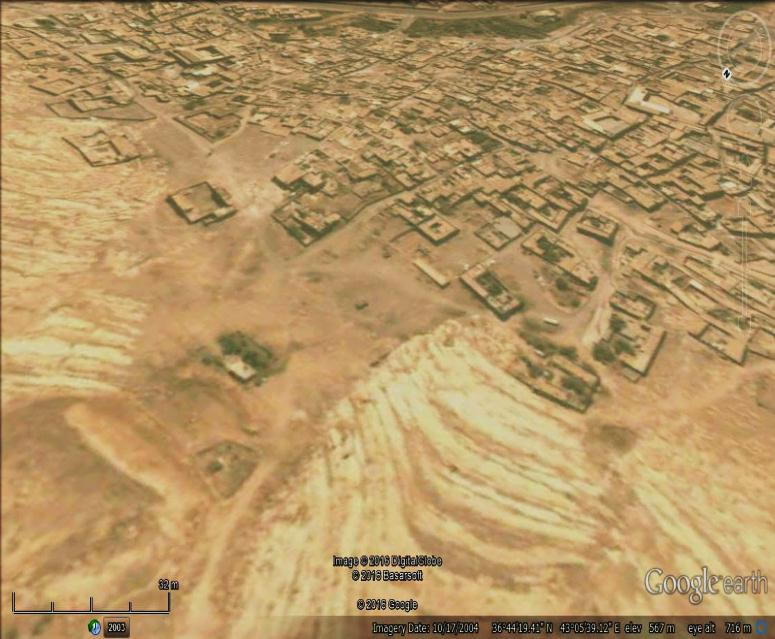 32 m
Image © 2016 DigitalGlobe
© 2016 Basarsoft
© 2016 Google
Google earth
2003
Imagery Date: 10/17/2004 36°44'19.41" N 43°05'39.12" E elev 567 m eye alt 716 m